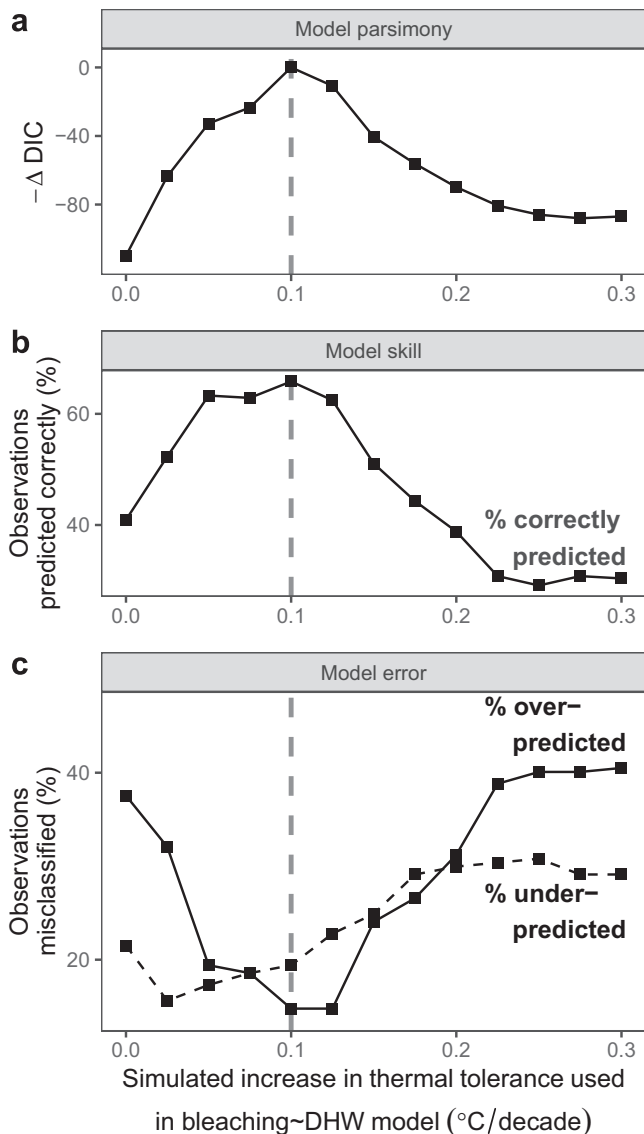 a
Model parsimony
0
−40
−80
−Δ DIC
0.0 0.1 0.2 0.3
b
Model skill
60
40
Observations
predicted correctly (%)
% correctly
predicted
0.0 0.1 0.2 0.3
c
Model error
% over−
predicted
40
20
Observations
misclassified (%)
% under−
predicted
0.0 0.1 0.2 0.3
Simulated increase in thermal tolerance used
in bleaching~DHW model (°C/decade)